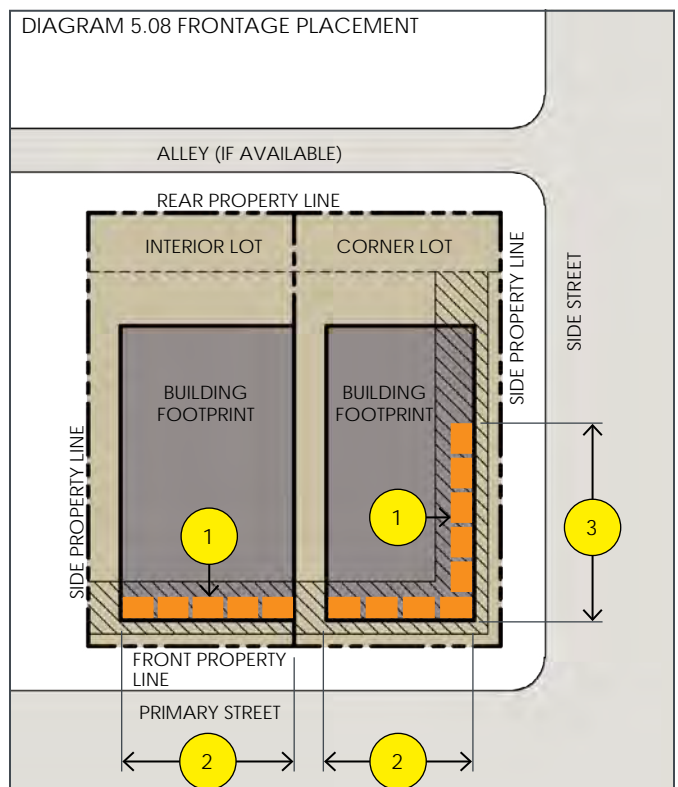 DIAGRAM 5.08 FRONTAGE PLACEMENT
ALLEY (IF AVAILABLE)
REAR PROPERTY LINE
INTERIOR LOT
CORNER LOT
SIDE PROPERTY LINE
SIDE STREET
BUILDING
FOOTPRINT
BUILDING
FOOTPRINT
SIDE PROPERTY LINE
1
1
3
FRONT PROPERTY
LINE
PRIMARY STREET
2
2